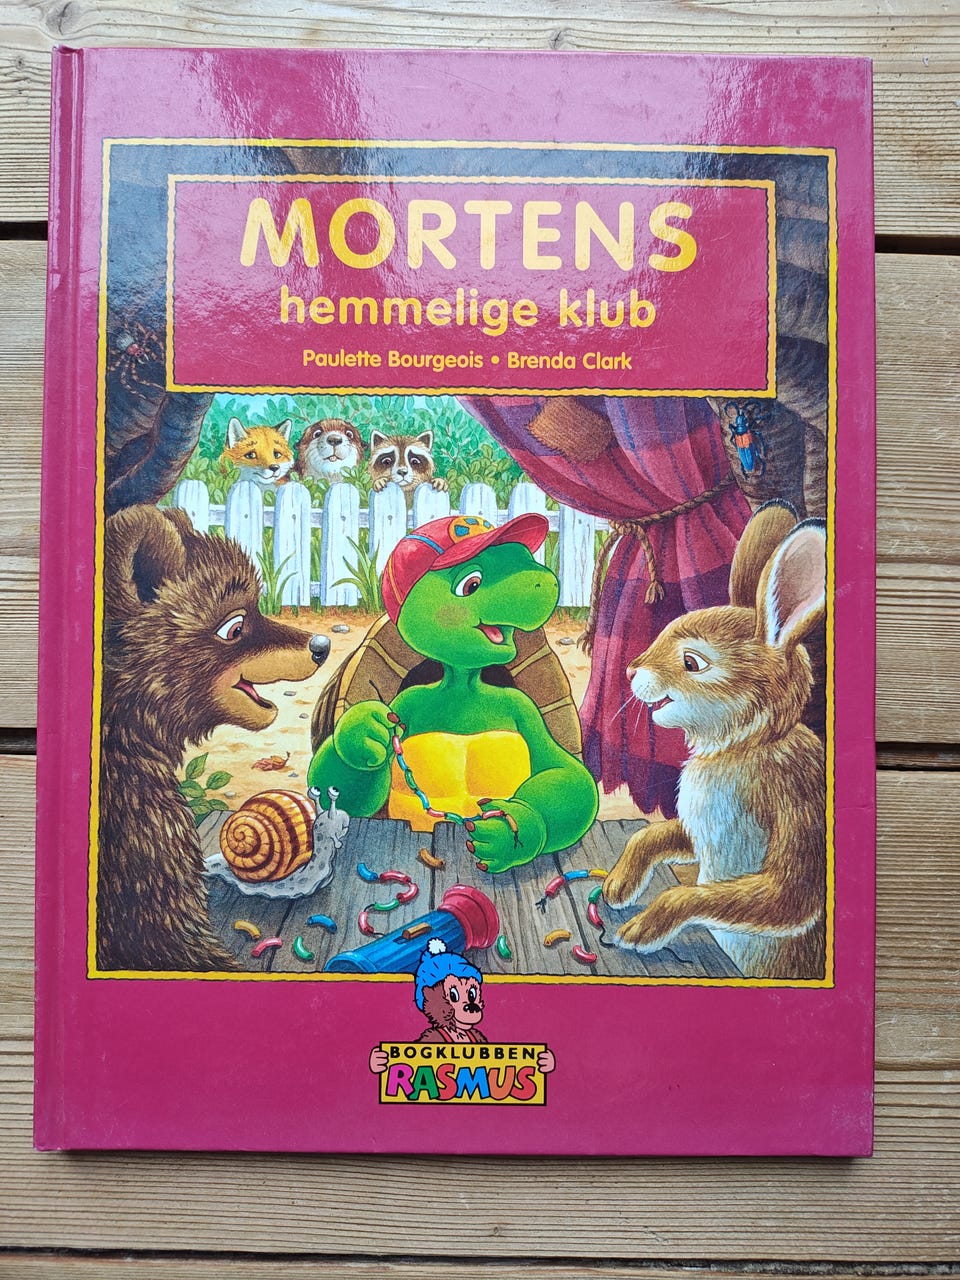 MORTENS
hemmelige klub
Paulette Bourgeois • Brenda Clark
BOGKLUBBEN
RASMUS